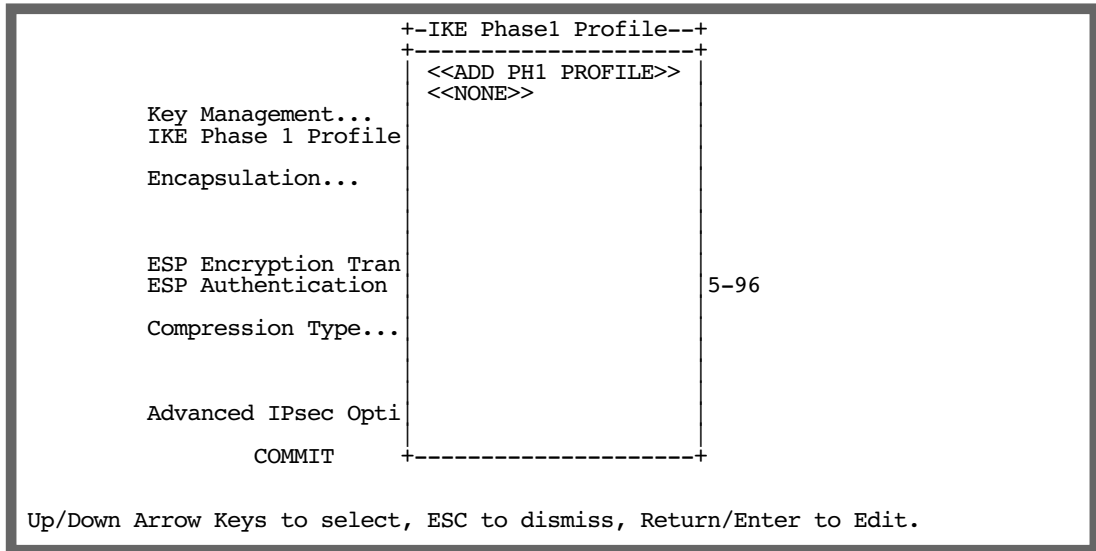 +-IKE Phase1 Profile--+
+---------------------+
<<ADD PH1 PROFILE>>
<<NONE>>
Key Management...
IKE Phase 1 Profile
Encapsulation...
ESP Encryption Tran
ESP Authentication 5-96
Compression Type...
Advanced IPsec Opti
COMMIT +---------------------+
Up/Down Arrow Keys to select, ESC to dismiss, Return/Enter to Edit.